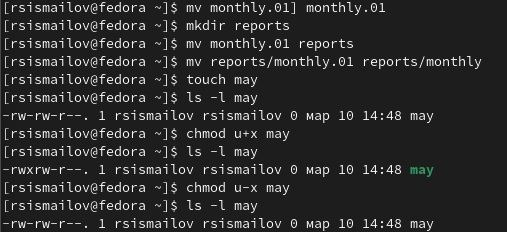 [rsismailov@fedora ~]$ mv monthly.01] monthly.01
[rsismailov@fedora ~]$ mkdir reports
[rsismailov@fedora ~]$ mv monthly.01 reports
[rsismailov@fedora ~]$ mv reports/monthly.01 reports/monthly
[rsismailov@fedora ~]$ touch may
[rsismailov@fedora ~]$ ls -l may
-rw-rw-r--. 1 rsismailov rsismailov 0 мар 10 14:48 may
[rsismailov@fedora ~]$ chmod u+x may
[rsismailov@fedora ~]$ ls -l may
-rwxrw-r--. 1 rsismailov rsismailov 0 мар 10 14:48 may
[rsismailov@fedora ~]$ chmod u-x may
[rsismailov@fedora ~]$ ls -l may
-rw-rw-r--. 1 rsismailov rsismailov 0 мар 10 14:48 may